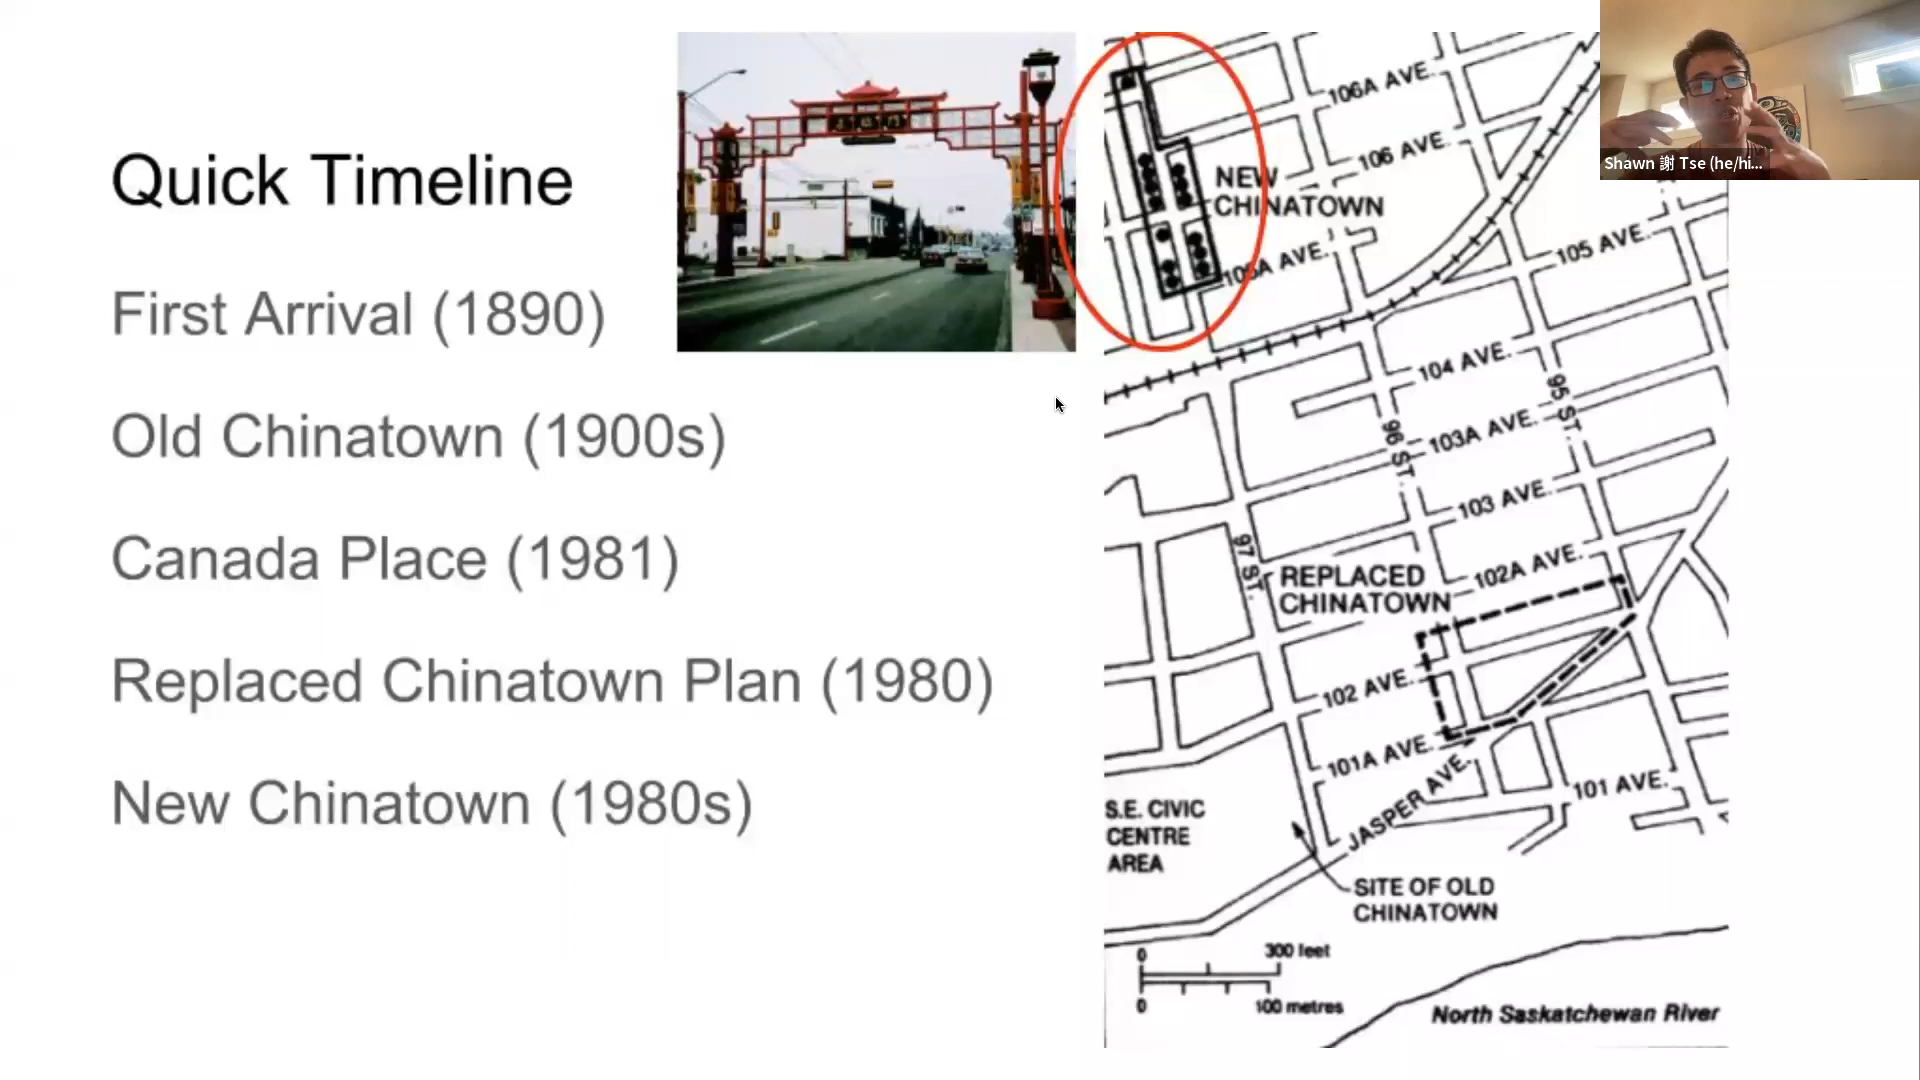 Quick Timeline
First Arrival (1890)
Old Chinatown (1900s)
Canada Place (1981)
Replaced Chinatown Plan (1980)
New Chinatown (1980s)
106A AVE.
106 AVE.
NEW
CHINATOWN
105A AVE.
105 AVE.
104 AVE.
95 ST.
103A AVE.
96 ST.
103 AVE.
97 ST.
102A AVE.
REPLACED
CHINATOWN
102 AVE.
101A AVE.
JASPER AVE.
101 AVE.
S.E. CIVIC
CENTRE
AREA
SITE OF OLD
CHINATOWN
0 300 feet
0 100 metres
North Saskatchewan River
Shawn 謝 Tse (he/hi...